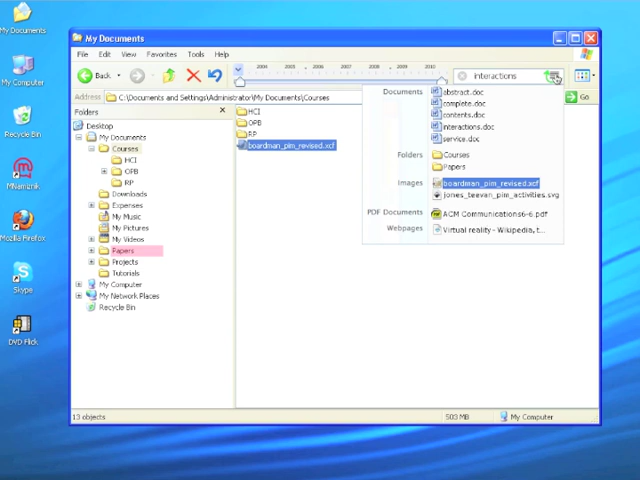 My Documents
My Computer
Recycle Bin
MNemonik
Mozilla Firefox
Skype
DVD Flick
My Documents
File Edit View Favorites Tools Help
Back
2004 2006 2008 2009 2010
interactions
Address C:\Documents and Settings\Administrator\My Documents\Courses
Go
Folders
Desktop
My Documents
Courses
HCI
OPB
RP
Downloads
Expenses
My Music
My Pictures
My Videos
Papers
Projects
Tutorials
My Computer
My Network Places
Recycle Bin
HCI
OPB
RP
boardman_pim_revised.xcf
Documents
abstract.doc
complete.doc
contents.doc
interactions.doc
service.doc
Folders
Courses
Papers
Images
boardman_pim_revised.xcf
jones_teevan_pim_activities.svg
PDF Documents
ACM Communications6-6.pdf
Webpages
Virtual reality - Wikipedia, t...
13 objects
503 MB
My Computer